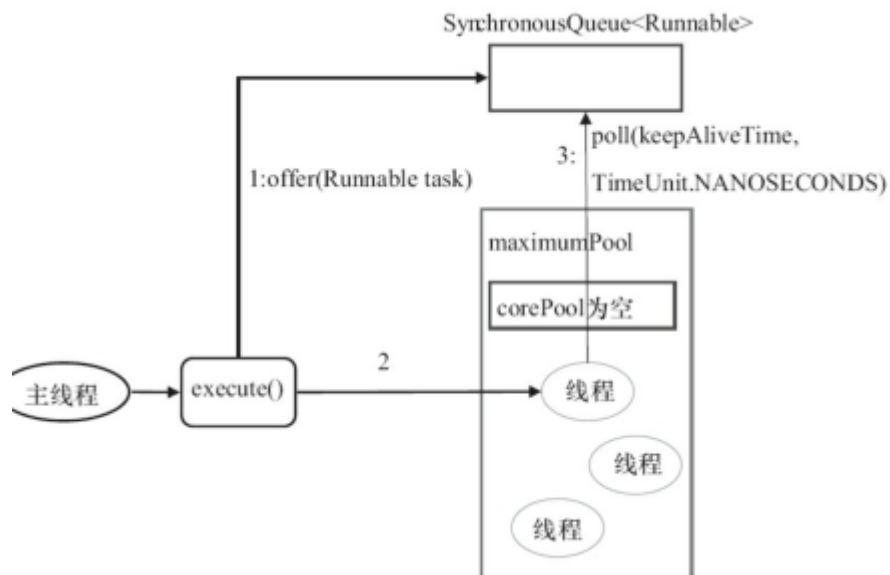 SynchronousQueue<Runnable>
poll(keepAliveTime,
3:
TimeUnit.NANOSECONDS)
1:offer(Runnable task)
maximumPool
corePool为空
2
主线程
execute()
线程
线程
线程